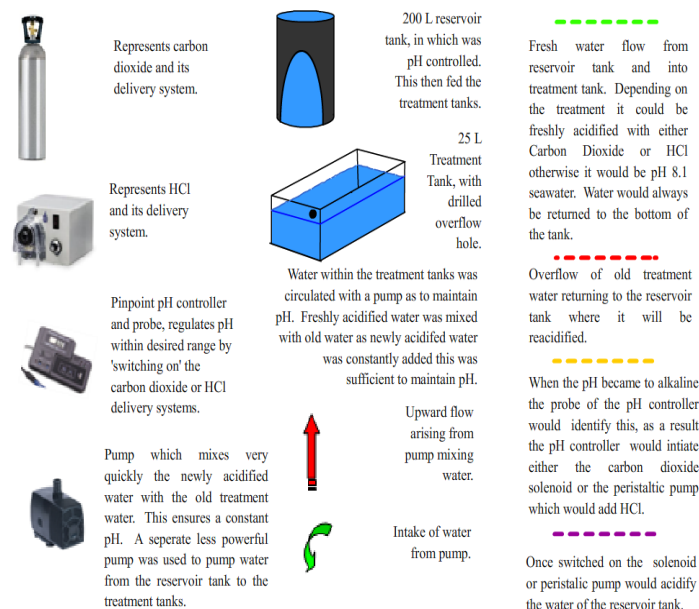 Represents carbon
dioxide and its
delivery system.
Represents HCl
and its delivery
system.
Pinpoint pH controller
and probe, regulates pH
within desired range by
'switching on' the
carbon dioxide or HCl
delivery systems.
Pump which mixes very
quickly the newly acidified
water with the old treatment
water. This ensures a constant
pH. A seperate less powerful
pump was used to pump water
from the reservoir tank to the
treatment tanks.
200 L reservoir
tank, in which was
pH controlled.
This then fed the
treatment tanks.
25 L
Treatment
Tank, with
drilled
overflow
hole.
Water within the treatment tanks was
circulated with a pump as to maintain
pH. Freshly acidified water was mixed
with old water as newly acidifed water
was constantly added this was
sufficient to maintain pH.
Upward flow
arising from
pump mixing
water.
Intake of water
from pump.
Fresh water flow from
reservoir tank and into
treatment tank. Depending on
the treatment it could be
freshly acidified with either
Carbon Dioxide or HCl
otherwise it would be pH 8.1
seawater. Water would always
be returned to the bottom of
the tank.
Overflow of old treatment
water returning to the reservoir
tank where it will be
reacidified.
When the pH became to alkaline
the probe of the pH controller
would identify this, as a result
the pH controller would intiate
either the carbon dioxide
solenoid or the peristaltic pump
which would add HCl.
Once switched on the solenoid
or peristalic pump would acidify
the water of the reservoir tank.